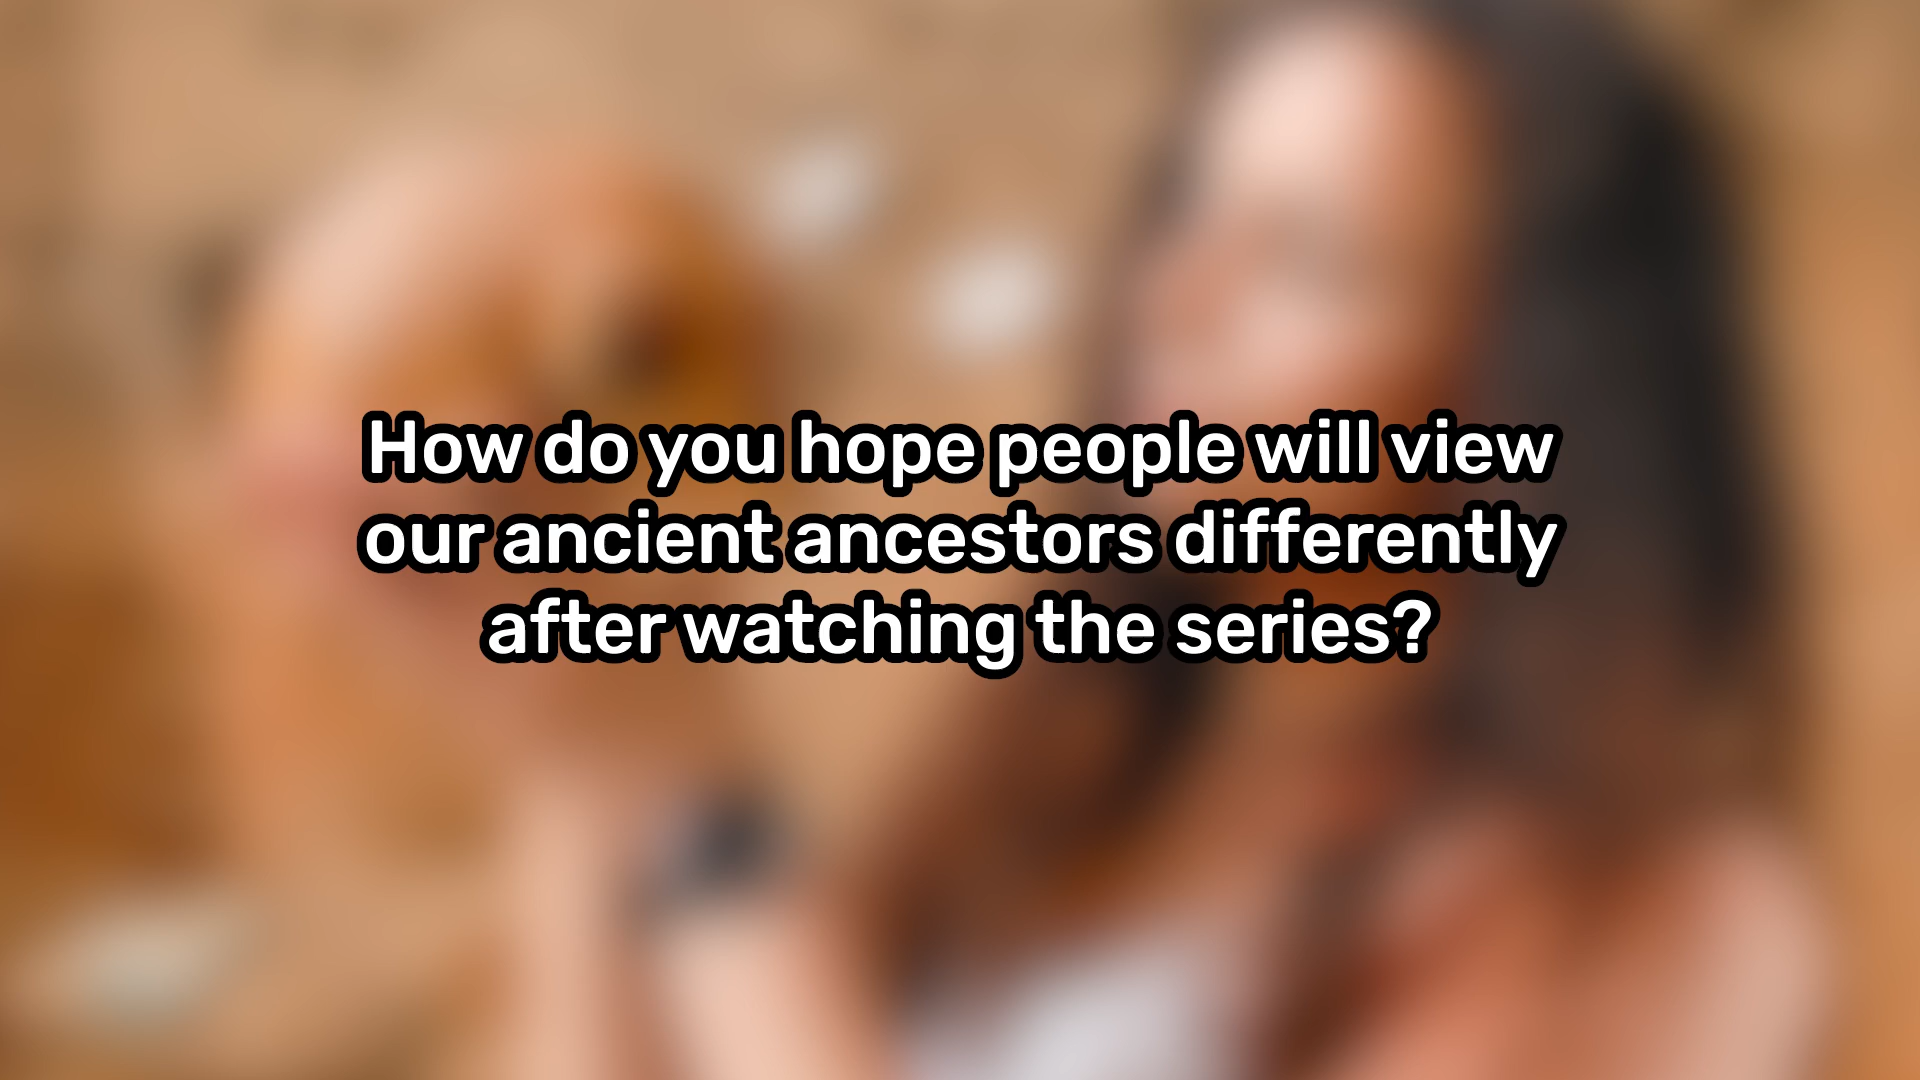 How do you hope people will view
our ancient ancestors differently
after watching the series?